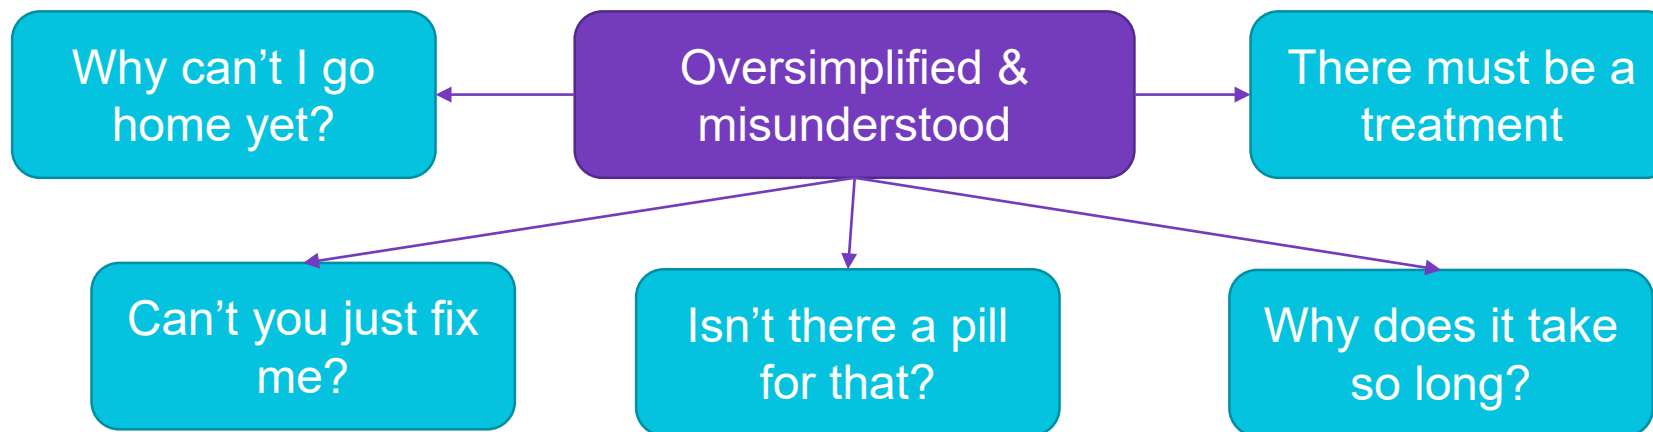 Why can’t I go
home yet?
Oversimplified &
misunderstood
There must be a
treatment
Can’t you just fix
me?
Isn’t there a pill
for that?
Why does it take
so long?